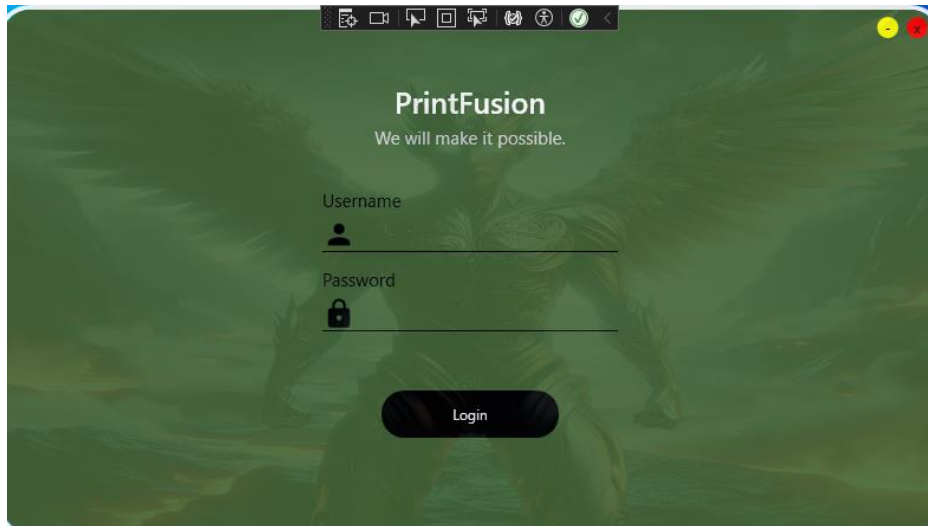 -
x
PrintFusion
We will make it possible.
Username
Password
Login